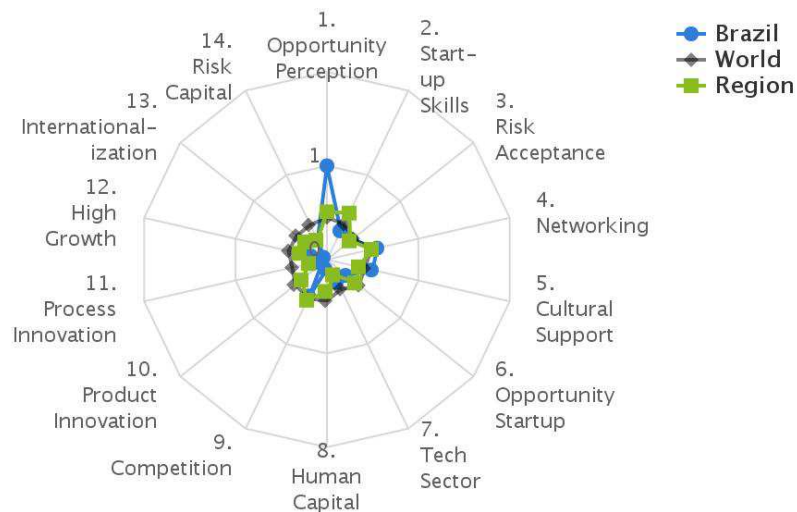 1.
Opportunity
Perception
2.
Start-
up
Skills
3.
Risk
Acceptance
4.
Networking
5.
Cultural
Support
6.
Opportunity
Startup
7.
Tech
Sector
8.
Human
Capital
9.
Competition
10.
Product
Innovation
11.
Process
Innovation
12.
High
Growth
13.
International-
ization
14.
Risk
Capital
1
0
Brazil
World
Region